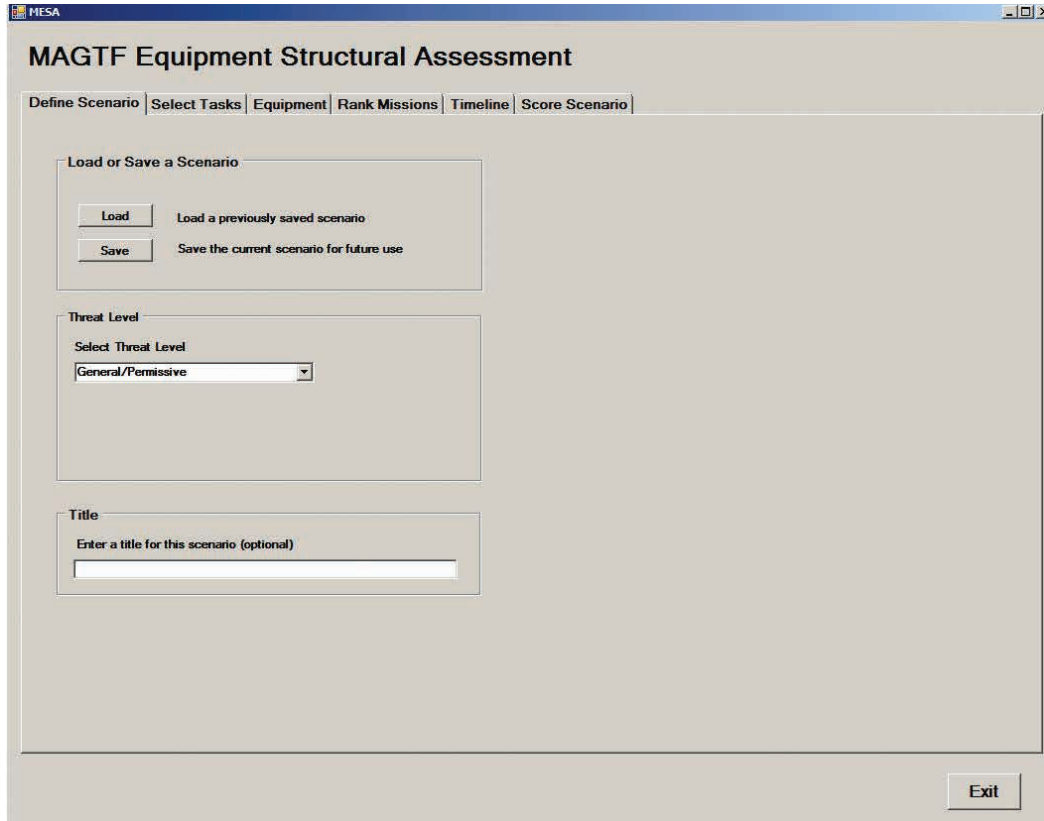 MESA
MAGTF Equipment Structural Assessment
Define Scenario Select Tasks Equipment Rank Missions Timeline Score Scenario
Load or Save a Scenario
Load Load a previously saved scenario
Save Save the current scenario for future use
Threat Level
Select Threat Level
General/Permissive
Title
Enter a title for this scenario (optional)
Exit